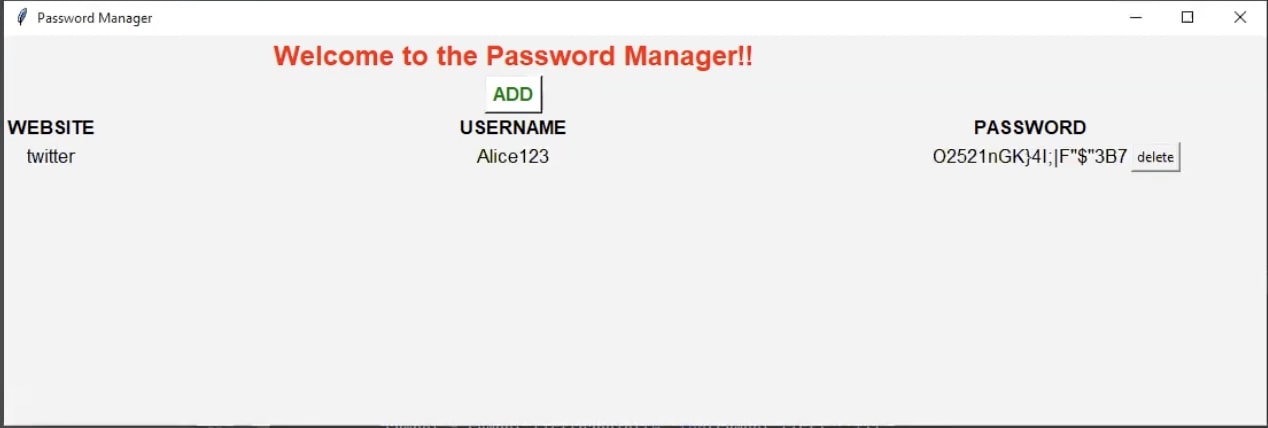 Password Manager
Welcome to the Password Manager!!
ADD
WEBSITE USERNAME PASSWORD
twitter Alice123 O2521nGK}4I;|F"$"3B7 delete